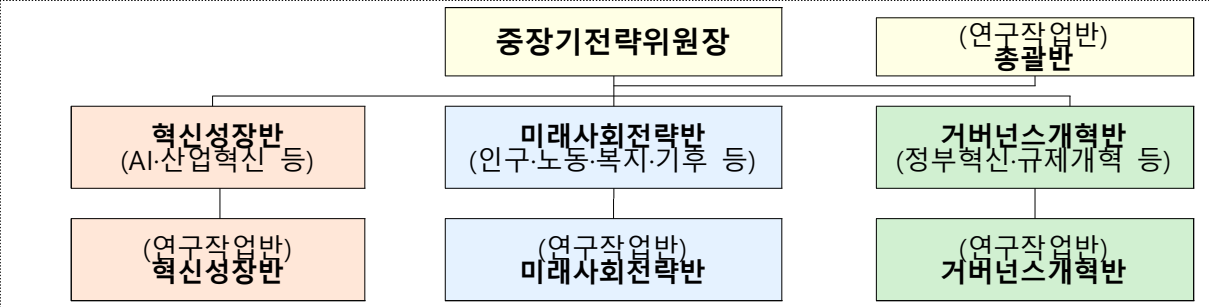 중장기전략위원장
(연구작업반)
총괄반
혁신성장반
(AI·산업혁신 등)
미래사회전략반
(인구·노동·복지·기후 등)
거버넌스개혁반
(정부혁신·규제개혁 등)
(연구작업반)
혁신성장반
(연구작업반)
미래사회전략반
(연구작업반)
거버넌스개혁반